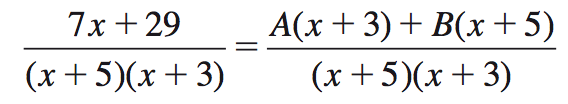 7x + 29 / (x + 5)(x + 3) = A(x + 3) + B(x + 5) / (x + 5)(x + 3)